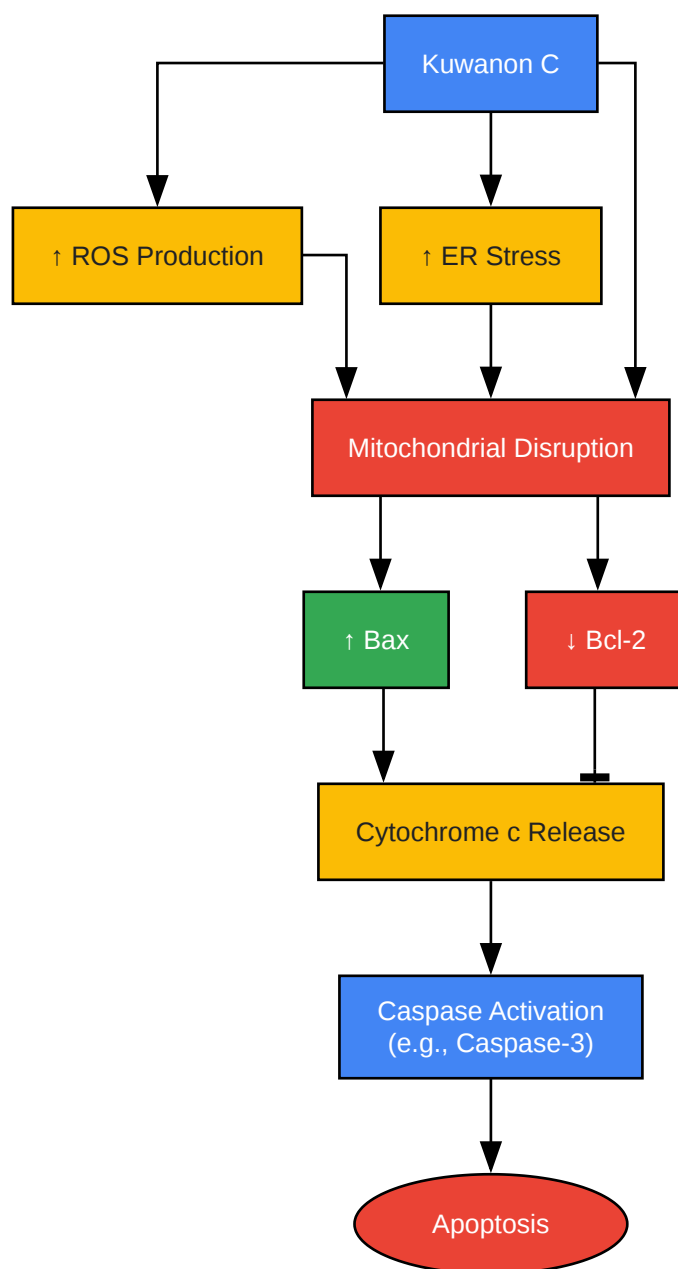 Kuwanon C
↑ ROS Production
↑ ER Stress
Mitochondrial Disruption
↑ Bax
↓ Bcl-2
Cytochrome c Release
Caspase Activation
(e.g., Caspase-3)
Apoptosis